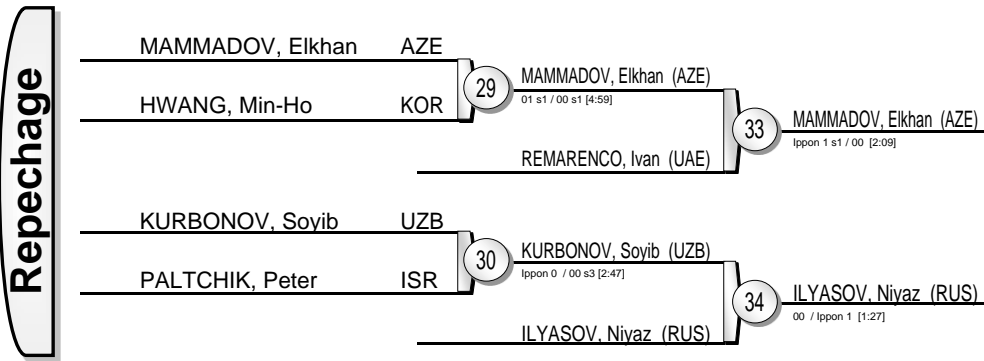 Repechage
MAMMADOV, Elkhan AZE
HWANG, Min-Ho KOR
29
MAMMADOV, Elkhan (AZE)
01 s1 / 00 s1 [4:59]
REMARENCO, Ivan (UAE)
33
MAMMADOV, Elkhan (AZE)
Ippon 1 s1 / 00 [2:09]
KURBONOV, Soyib UZB
PALTCHIK, Peter ISR
30
KURBONOV, Soyib (UZB)
Ippon 0 / 00 s3 [2:47]
ILYASOV, Niyaz (RUS)
34
ILYASOV, Niyaz (RUS)
00 / Ippon 1 [1:27]